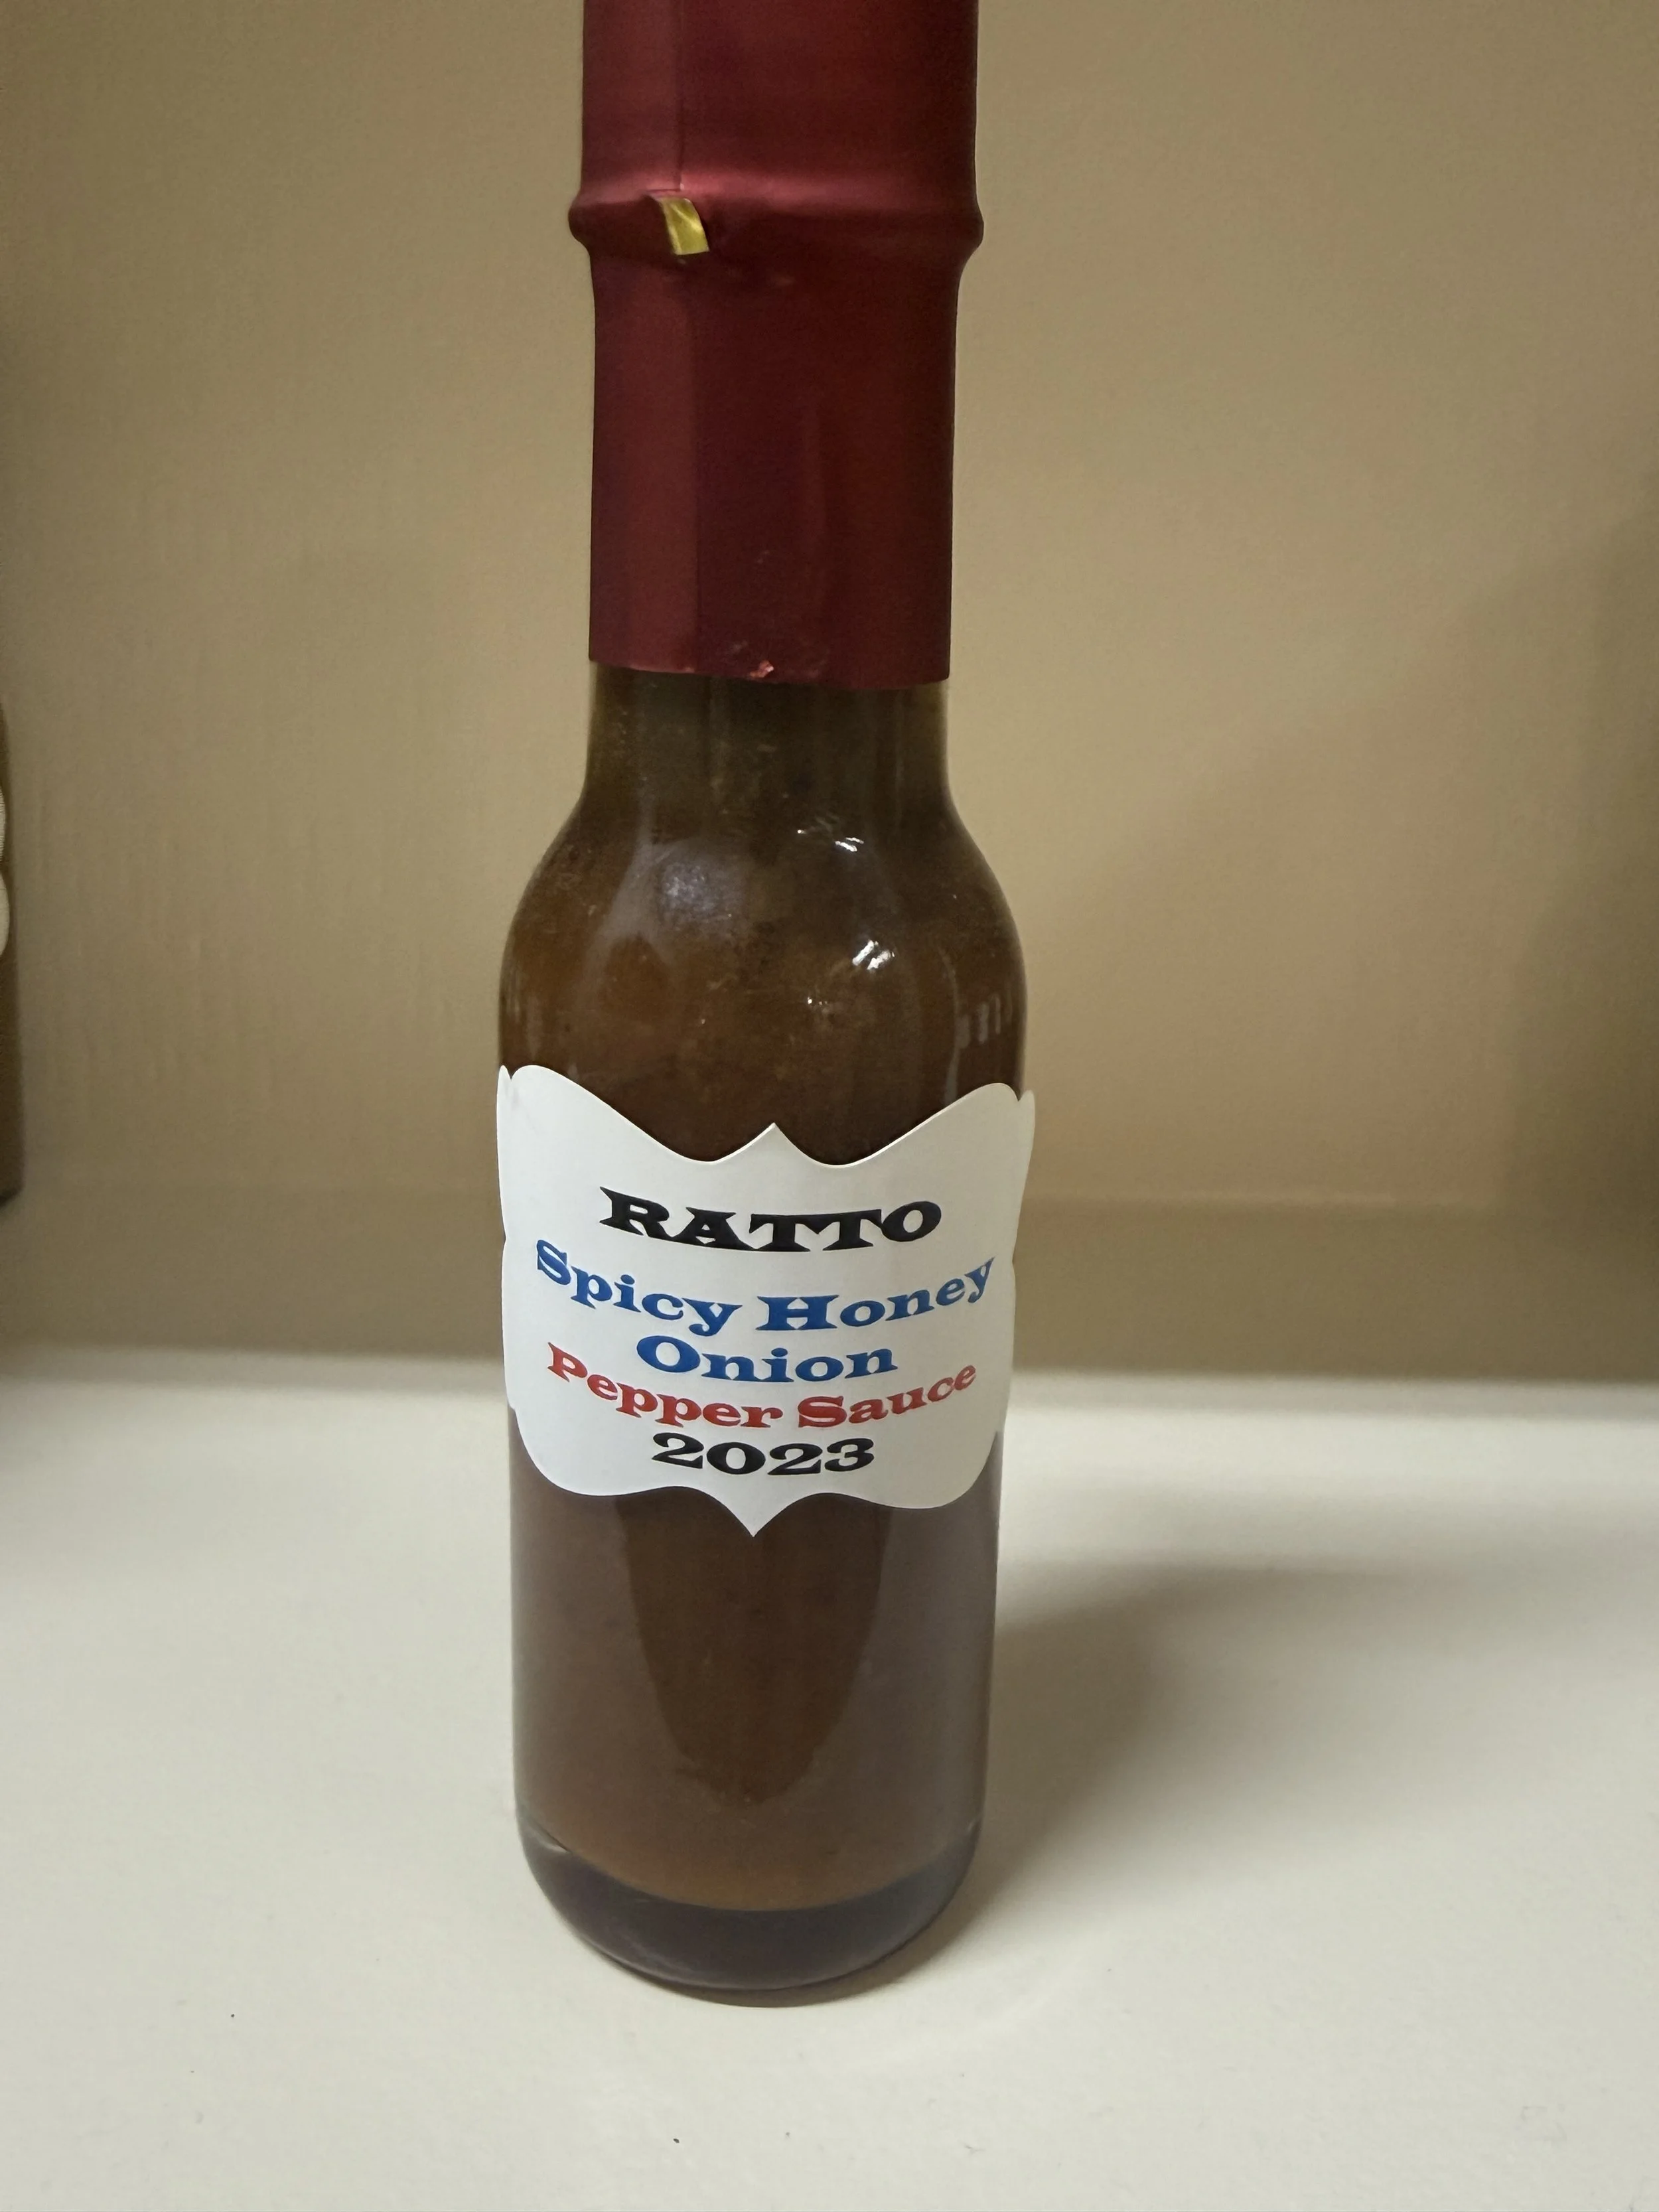 RATTO
Spicy Honey
Onion
Pepper Sauce
2023